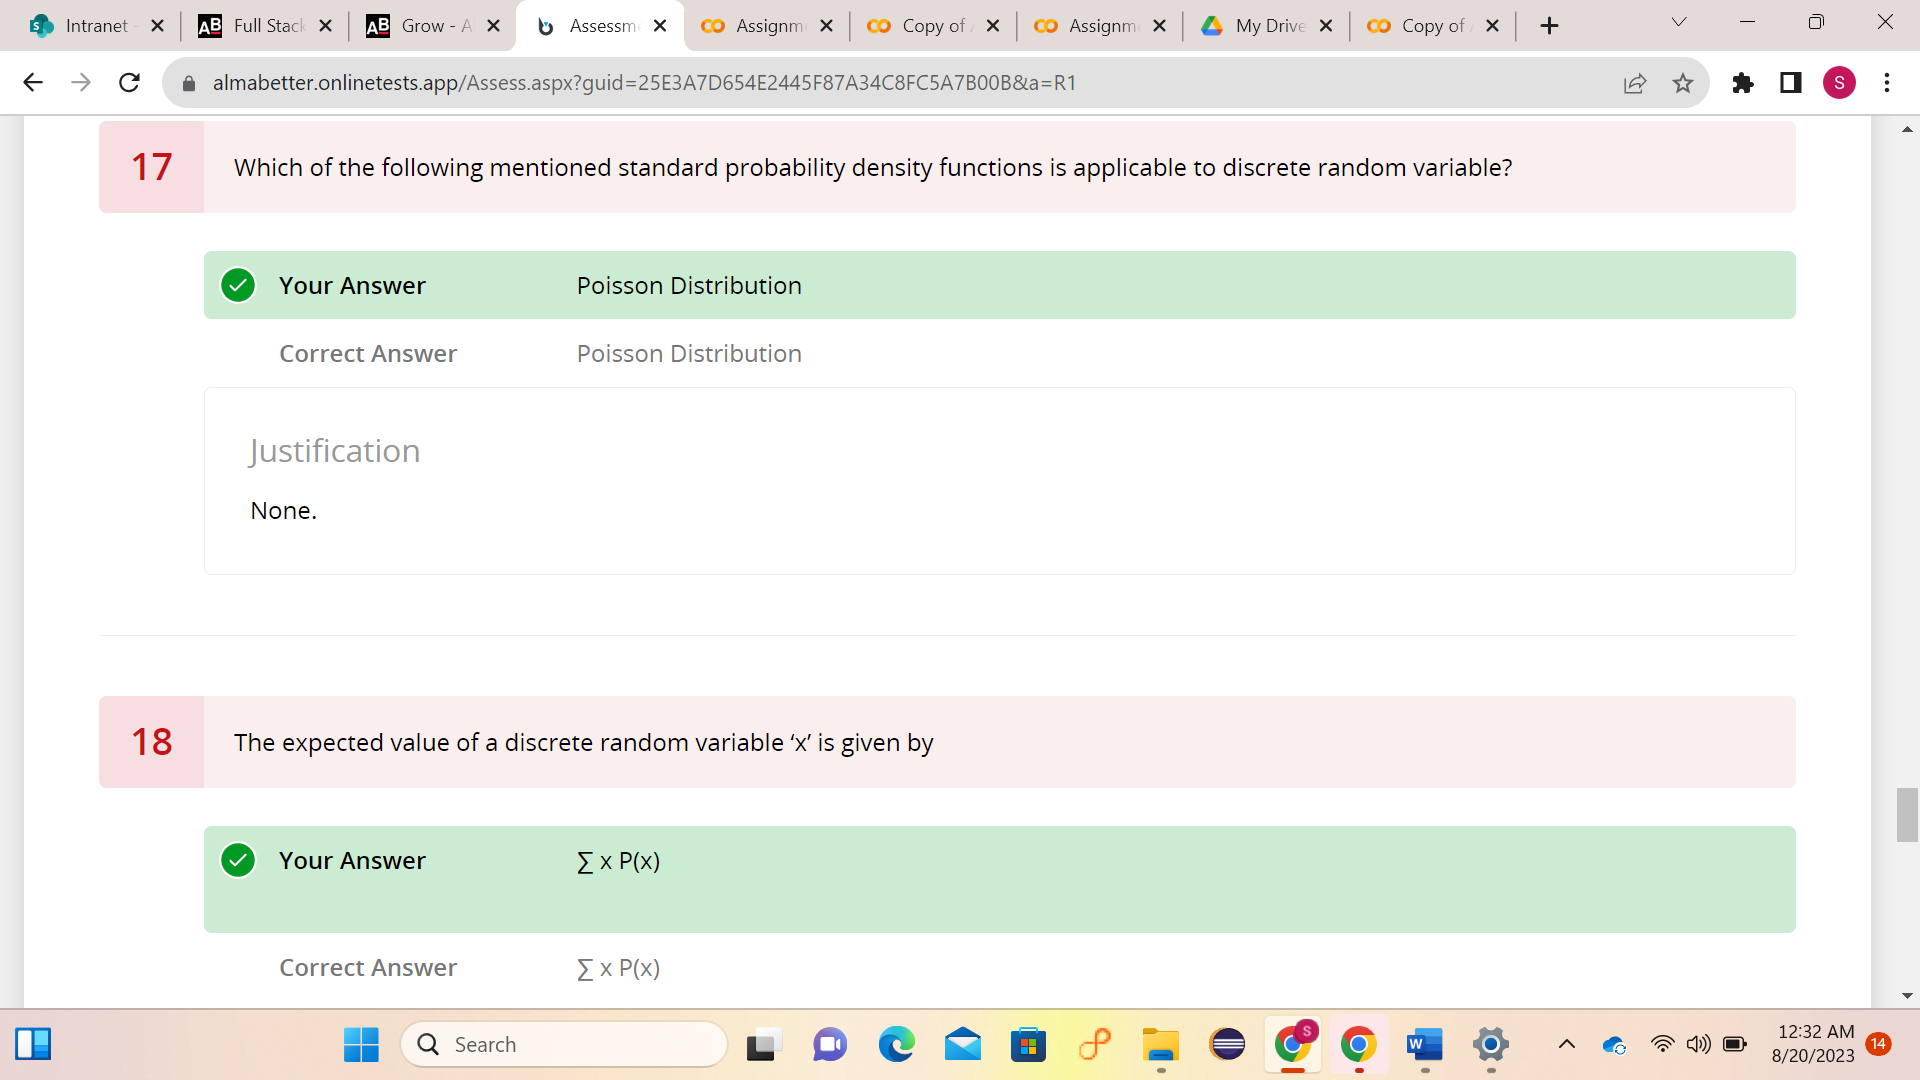 Intranet
Full Stack
Grow - A
Assessm
Assignm
Copy of
Assignm
My Drive
Copy of
almabetter.onlinetests.app/Assess.aspx?guid=25E3A7D654E2445F87A34C8FC5A7B00B&a=R1
S
17
Which of the following mentioned standard probability density functions is applicable to discrete random variable?
Your Answer Poisson Distribution
Correct Answer Poisson Distribution
Justification
None.
18
The expected value of a discrete random variable ‘x’ is given by
Your Answer ∑ x P(x)
Correct Answer ∑ x P(x)
Search
12:32 AM
8/20/2023
14